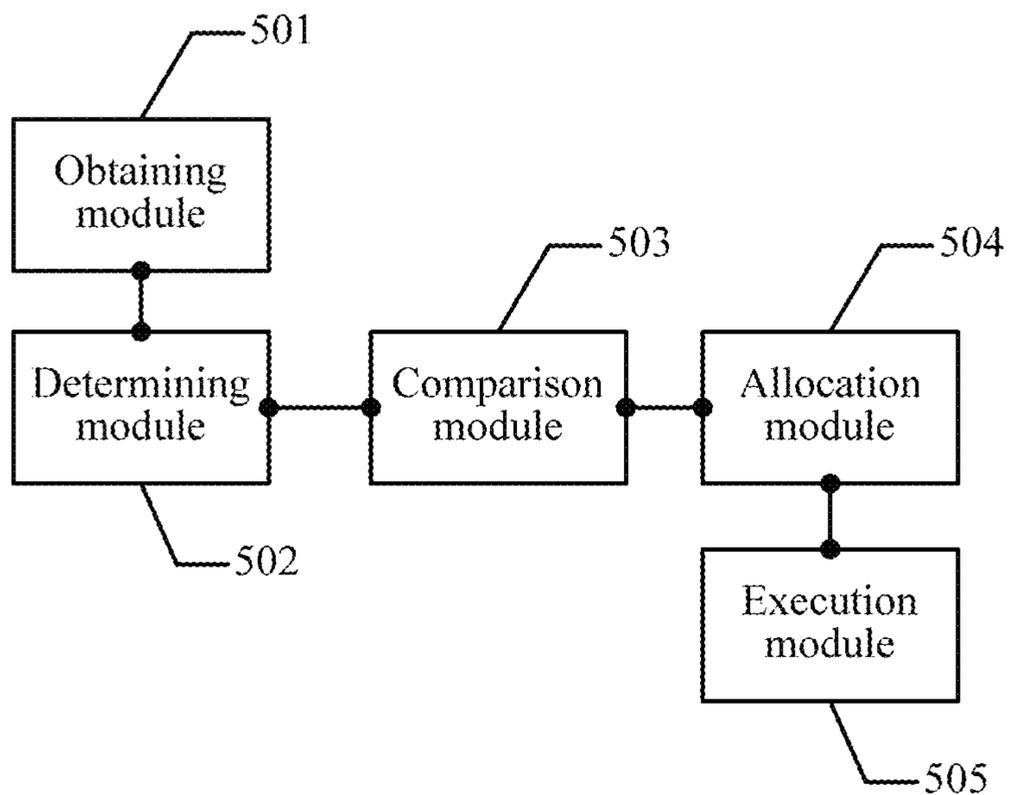 501
Obtaining
module
503
504
Determining
module
Comparison
module
Allocation
module
502
Execution
module
505